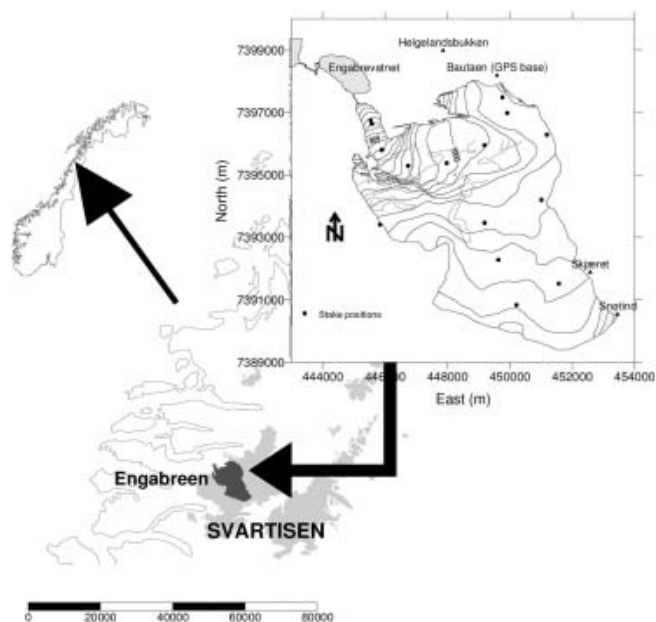 7399000
Helgelandsbukken
Engabrevatnet
Bautaen (GPS base)
7397000
7395000
North (m)
7393000
N
Skjæret
7391000
Snøtind
Stake positions
7389000
444000
446000
448000
450000
452000
454000
East (m)
Engabreen
SVARTISEN
0
20000
40000
60000
80000